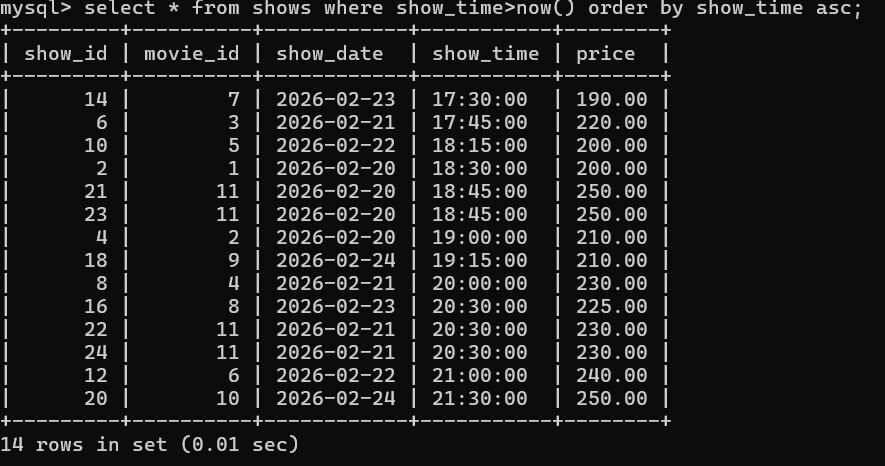 mysql> select * from shows where show_time>now() order by show_time asc;
+---------+----------+------------+-----------+--------+
| show_id | movie_id | show_date  | show_time | price  |
+---------+----------+------------+-----------+--------+
|      14 |        7 | 2026-02-23 | 17:30:00  | 190.00 |
|       6 |        3 | 2026-02-21 | 17:45:00  | 220.00 |
|      10 |        5 | 2026-02-22 | 18:15:00  | 200.00 |
|       2 |        1 | 2026-02-20 | 18:30:00  | 200.00 |
|      21 |       11 | 2026-02-20 | 18:45:00  | 250.00 |
|      23 |       11 | 2026-02-20 | 18:45:00  | 250.00 |
|       4 |        2 | 2026-02-20 | 19:00:00  | 210.00 |
|      18 |        9 | 2026-02-24 | 19:15:00  | 210.00 |
|       8 |        4 | 2026-02-21 | 20:00:00  | 230.00 |
|      16 |        8 | 2026-02-23 | 20:30:00  | 225.00 |
|      22 |       11 | 2026-02-21 | 20:30:00  | 230.00 |
|      24 |       11 | 2026-02-21 | 20:30:00  | 230.00 |
|      12 |        6 | 2026-02-22 | 21:00:00  | 240.00 |
|      20 |       10 | 2026-02-24 | 21:30:00  | 250.00 |
+---------+----------+------------+-----------+--------+
14 rows in set (0.01 sec)